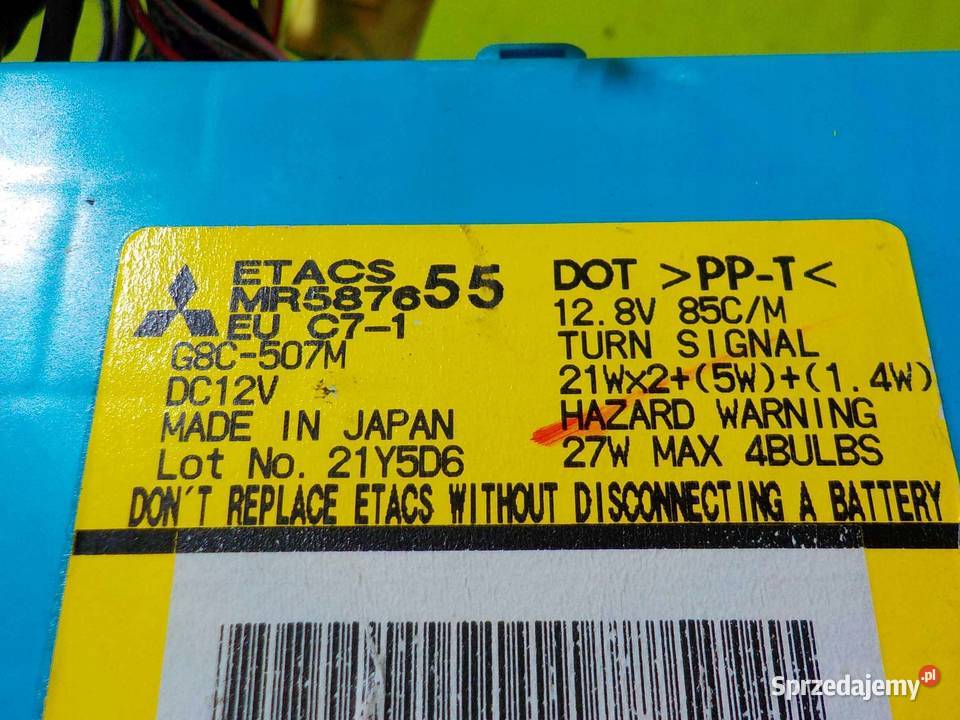 ETACS
MR587655
EU C7-1
G8C-507M
DC12V
MADE IN JAPAN
Lot No. 21Y5D6
DOT >PP-T<
12.8V 85C/M
TURN SIGNAL
21Wx2+(5W)+(1.4W)
HAZARD WARNING
27W MAX 4BULBS
DON'T REPLACE ETACS WITHOUT DISCONNECTING A BATTERY
Sprzedajemy.pl